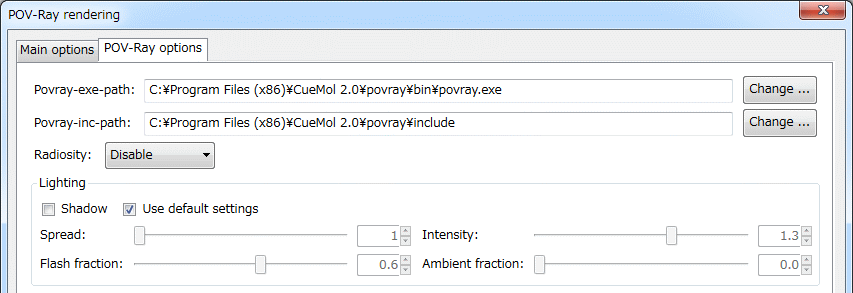 POV-Ray rendering
Main options POV-Ray options
Povray-exe-path: C:¥Program Files (x86)¥CueMol 2.0¥povray¥bin¥povray.exe Change ...
Povray-inc-path: C:¥Program Files (x86)¥CueMol 2.0¥povray¥include Change ...
Radiosity: Disable
Lighting
Shadow Use default settings
Spread: 1 Intensity: 1.3
Flash fraction: 0.6 Ambient fraction: 0.0